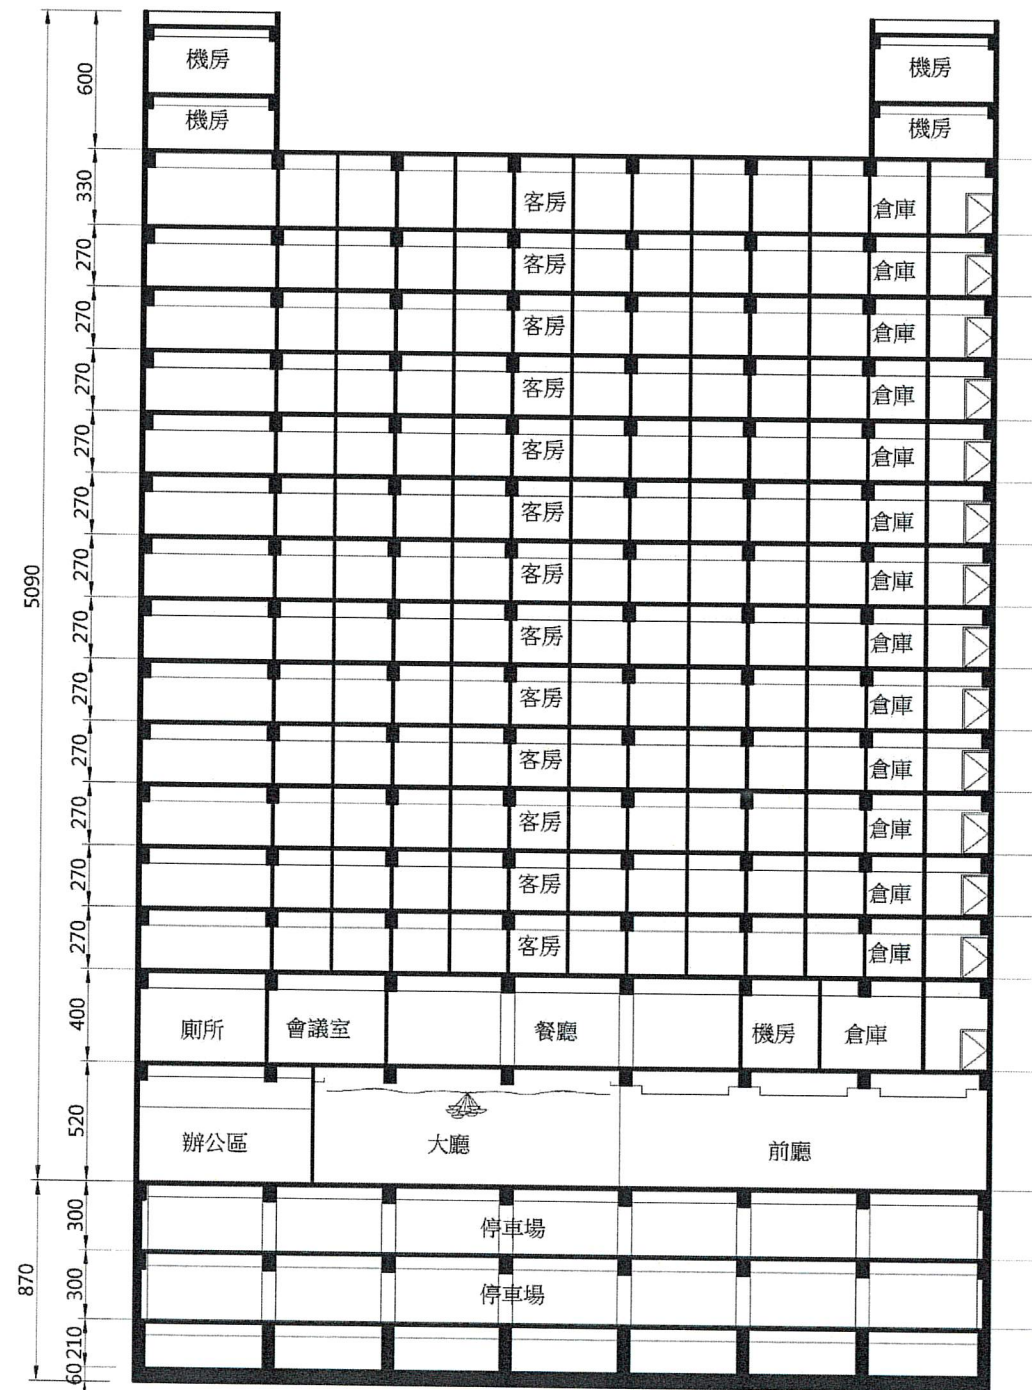 5090
600
機房
機房
機房
機房
330
客房
倉庫
270
客房
倉庫
270
客房
倉庫
270
客房
倉庫
270
客房
倉庫
270
客房
倉庫
270
客房
倉庫
270
客房
倉庫
270
客房
倉庫
270
客房
倉庫
270
客房
倉庫
270
客房
倉庫
270
客房
倉庫
400
廁所
會議室
餐廳
機房
倉庫
520
辦公區
大廳
前廳
870
300
停車場
300
停車場
210
60